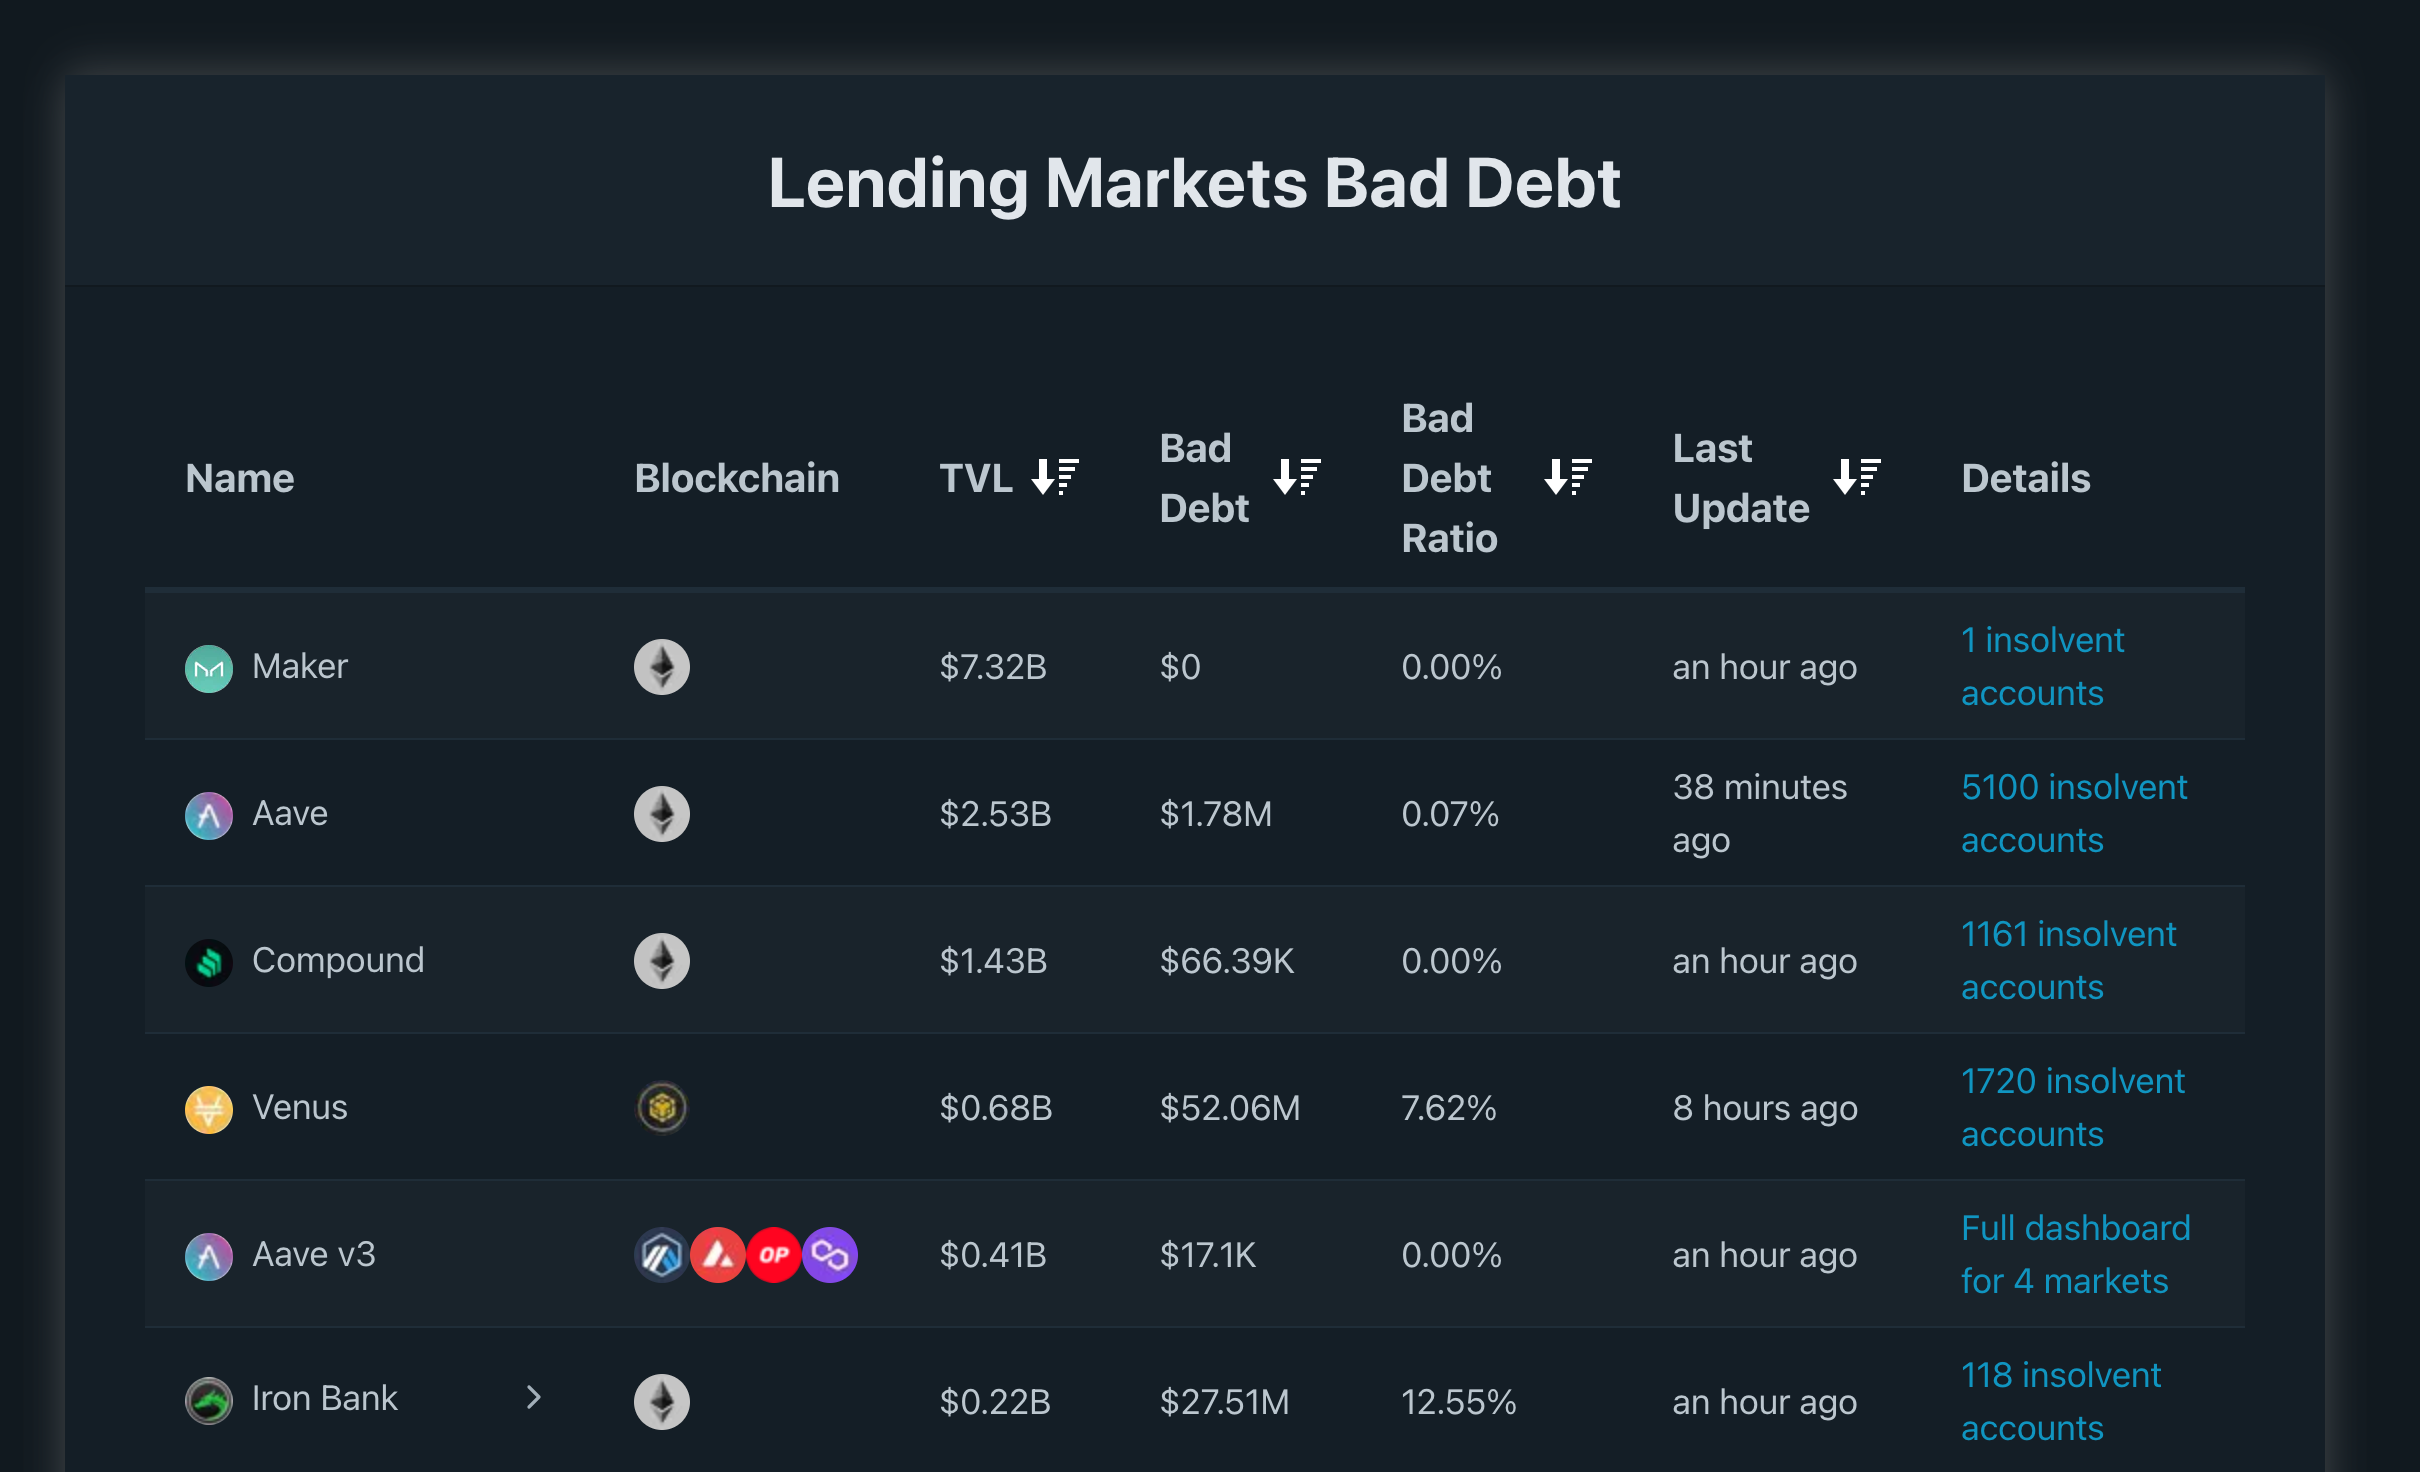 Lending Markets Bad Debt
Name
Blockchain
TVL
Bad
Debt
Bad
Debt
Ratio
Last
Update
Details
Maker
$7.32B
$0
0.00%
an hour ago
1 insolvent
accounts
Aave
$2.53B
$1.78M
0.07%
38 minutes
ago
5100 insolvent
accounts
Compound
$1.43B
$66.39K
0.00%
an hour ago
1161 insolvent
accounts
Venus
$0.68B
$52.06M
7.62%
8 hours ago
1720 insolvent
accounts
Aave v3
OP
$0.41B
$17.1K
0.00%
an hour ago
Full dashboard
for 4 markets
Iron Bank
$0.22B
$27.51M
12.55%
an hour ago
118 insolvent
accounts